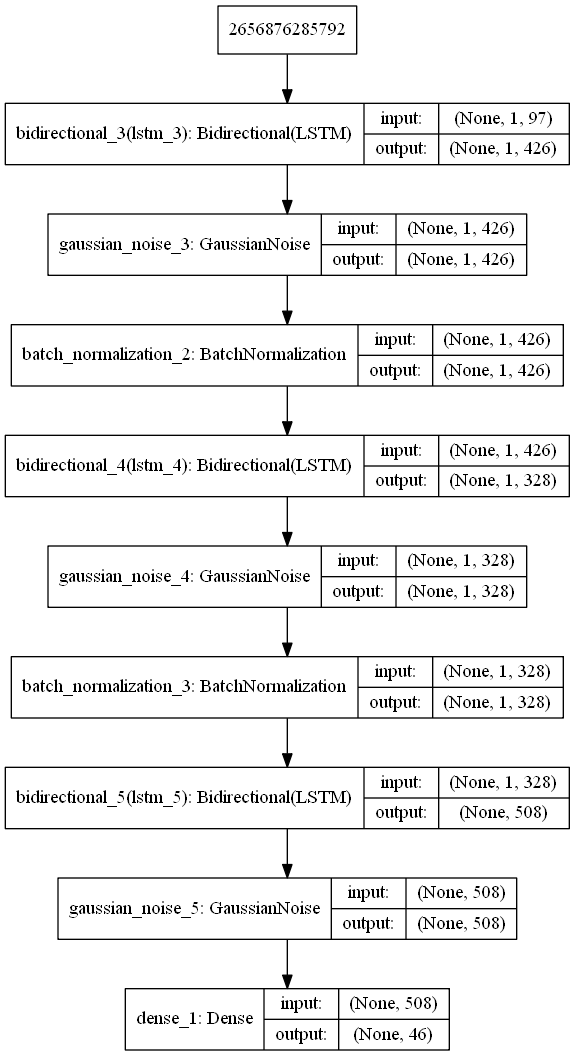 2656876285792
bidirectional_3(lstm_3): Bidirectional(LSTM)
input: (None, 1, 97)
output: (None, 1, 426)
gaussian_noise_3: GaussianNoise
input: (None, 1, 426)
output: (None, 1, 426)
batch_normalization_2: BatchNormalization
input: (None, 1, 426)
output: (None, 1, 426)
bidirectional_4(lstm_4): Bidirectional(LSTM)
input: (None, 1, 426)
output: (None, 1, 328)
gaussian_noise_4: GaussianNoise
input: (None, 1, 328)
output: (None, 1, 328)
batch_normalization_3: BatchNormalization
input: (None, 1, 328)
output: (None, 1, 328)
bidirectional_5(lstm_5): Bidirectional(LSTM)
input: (None, 1, 328)
output: (None, 508)
gaussian_noise_5: GaussianNoise
input: (None, 508)
output: (None, 508)
dense_1: Dense
input: (None, 508)
output: (None, 46)